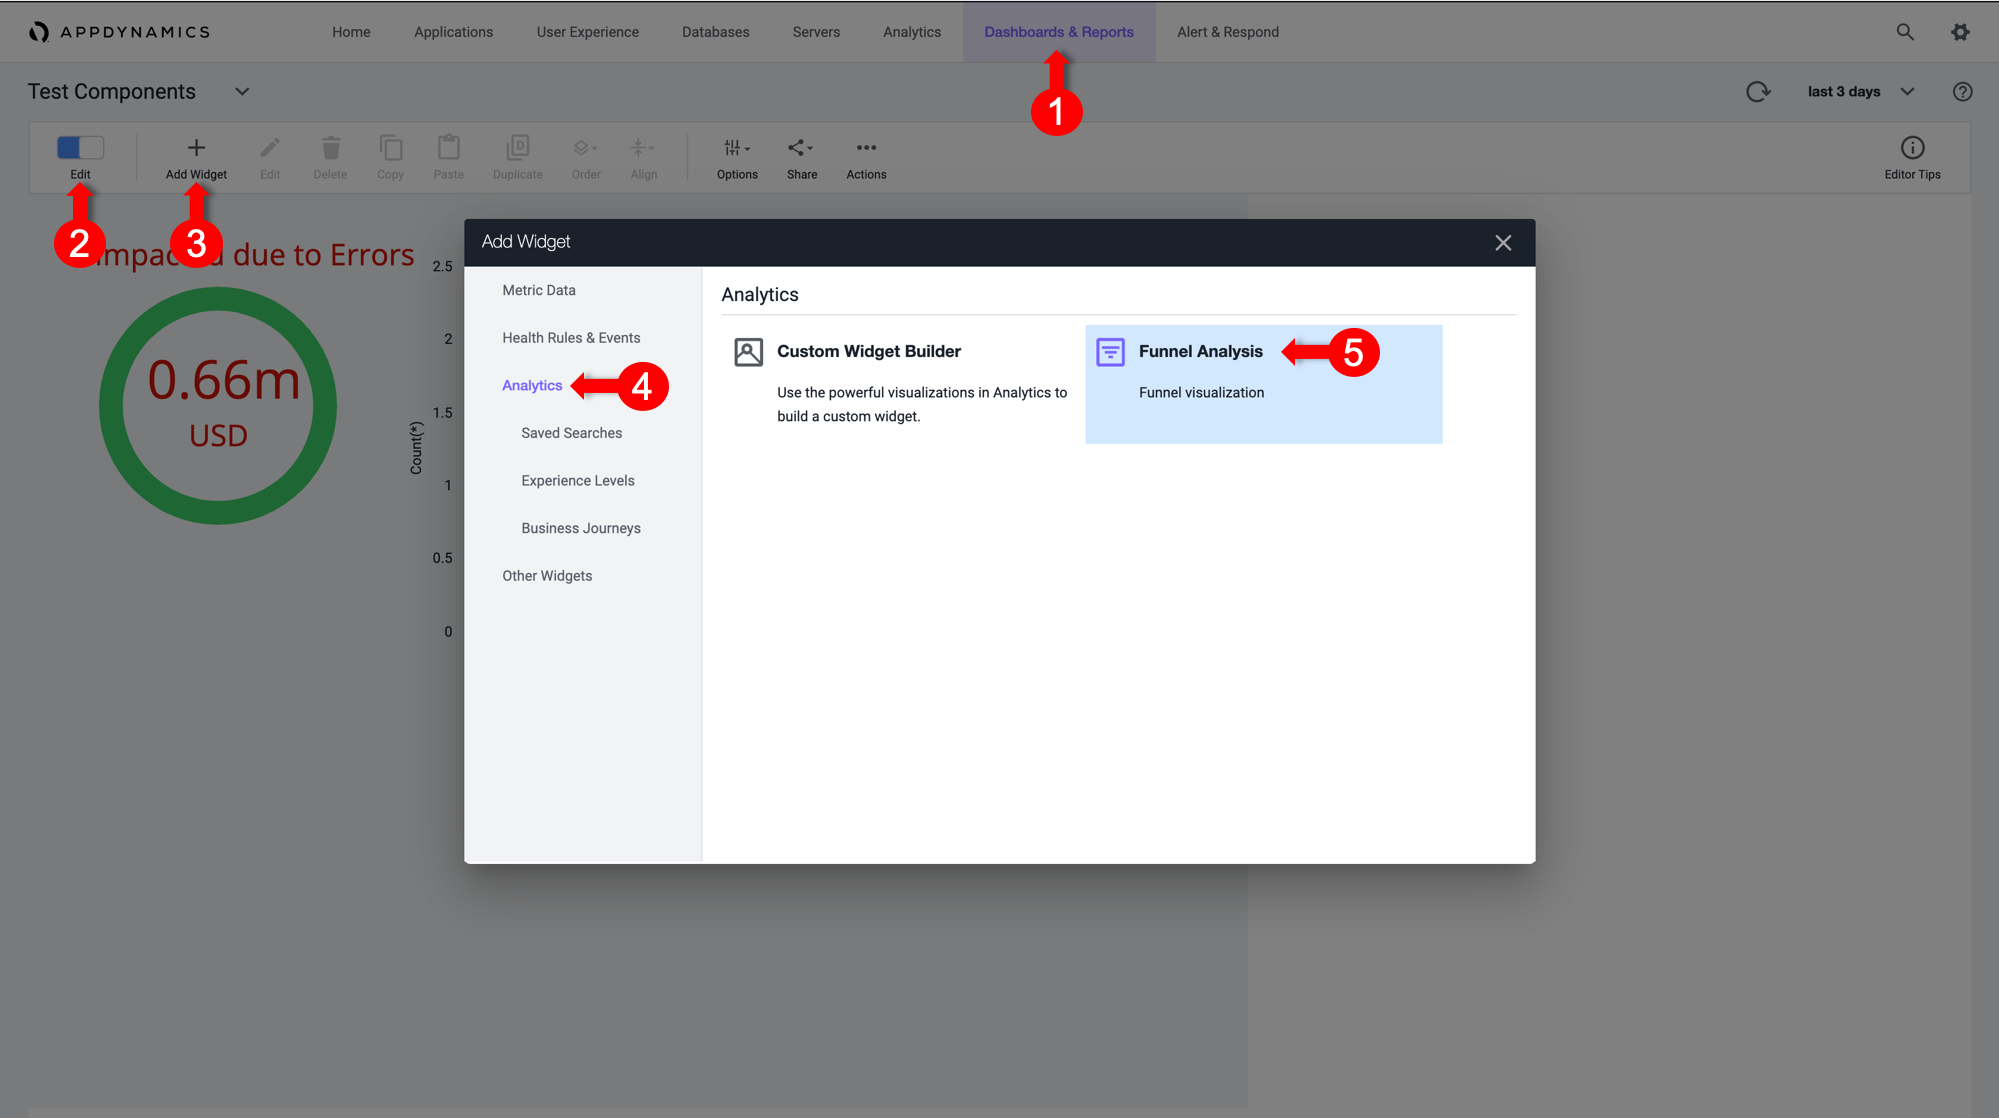 APPDYNAMICS
Home
Applications
User Experience
Databases
Servers
Analytics
Dashboards & Reports
Alert & Respond
1
Test Components
last 3 days
Edit
Add Widget
Edit
Delete
Copy
Paste
Duplicate
Order
Align
Options
Share
Actions
Editor Tips
2
3
due to Errors
0.66m
USD
Count(*)
2.5
2
1.5
1
0.5
0
Add Widget
Metric Data
Health Rules & Events
Analytics
4
Saved Searches
Experience Levels
Business Journeys
Other Widgets
Analytics
Custom Widget Builder
Use the powerful visualizations in Analytics to
build a custom widget.
Funnel Analysis
5
Funnel visualization